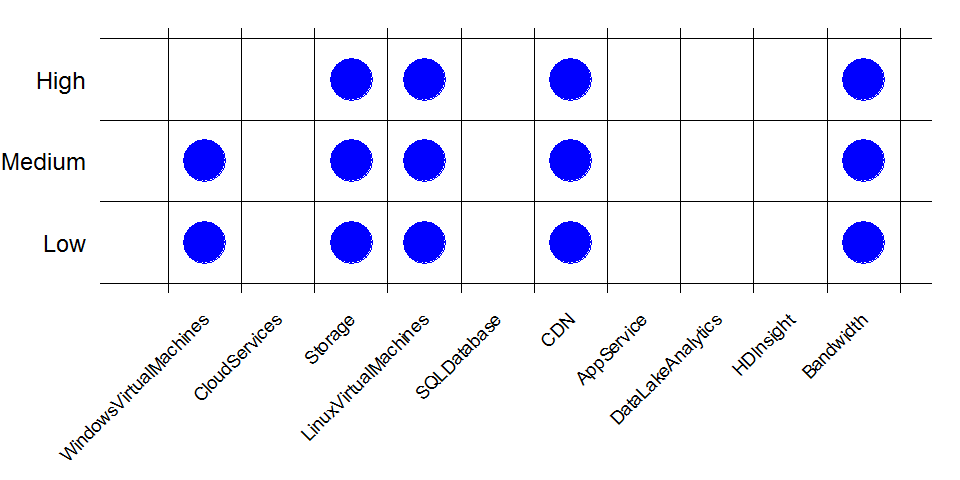 High
Medium
Low
WindowsVirtualMachines
CloudServices
Storage
LinuxVirtualMachines
SQLDatabase
CDN
AppService
DataLakeAnalytics
HDInsight
Bandwidth